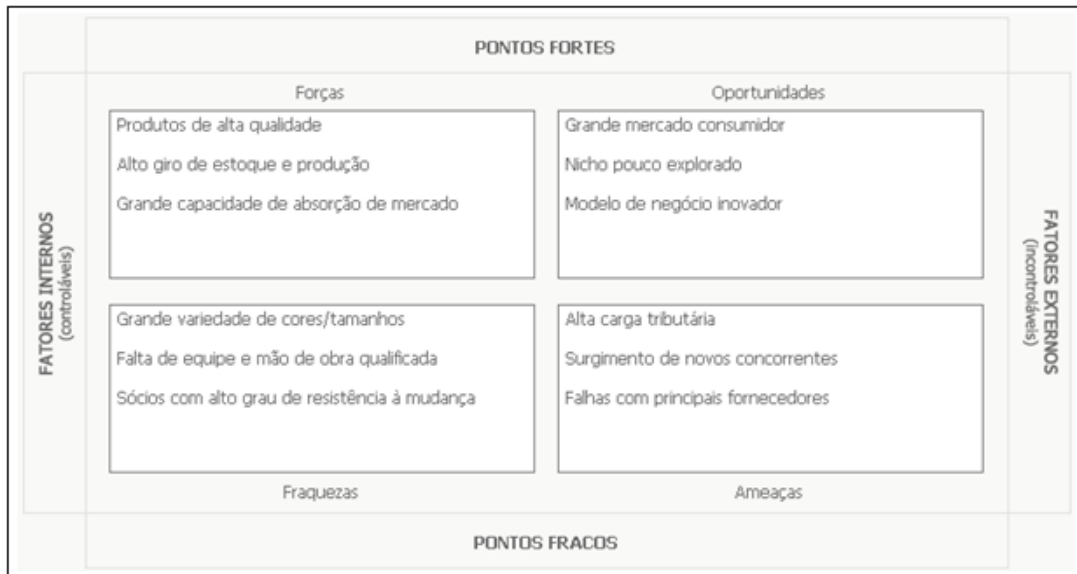 PONTOS FORTES
Forças
Oportunidades
Produtos de alta qualidade
Alto giro de estoque e produção
Grande capacidade de absorção de mercado
Grande mercado consumidor
Nicho pouco explorado
Modelo de negócio inovador
FATORES INTERNOS
(controláveis)
FATORES EXTERNOS
(incontroláveis)
Grande variedade de cores/tamanhos
Falta de equipe e mão de obra qualificada
Sócios com alto grau de resistência à mudança
Alta carga tributária
Surgimento de novos concorrentes
Falhas com principais fornecedores
Fraquezas
Ameaças
PONTOS FRACOS